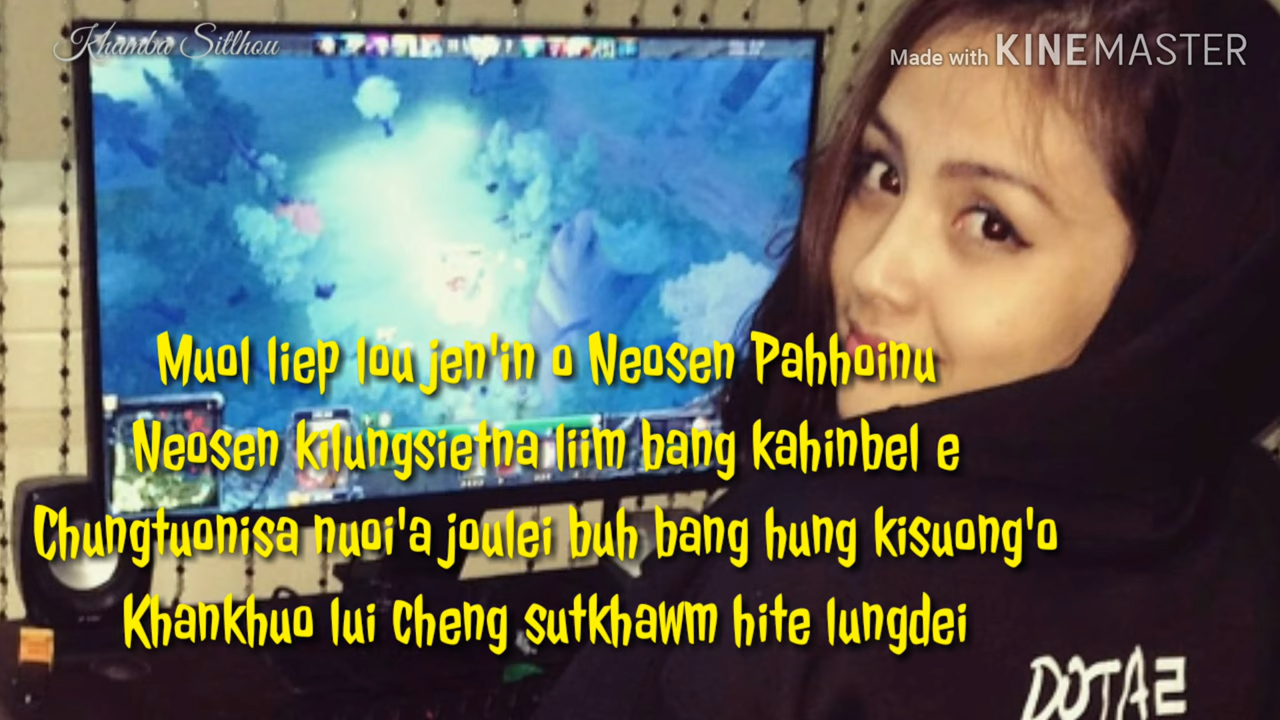 Khamba Sitlhou
Made with KINEMASTER
Muol liep lou jen'in o Neosen Pahhoinu
Neosen kilungsietna liim bang kahinbel e
Chungtuonisa nuoi'a joulei buh bang hung kisuong'o
Khankhuo lui cheng sutkhawm hite lungdei
DOTA2